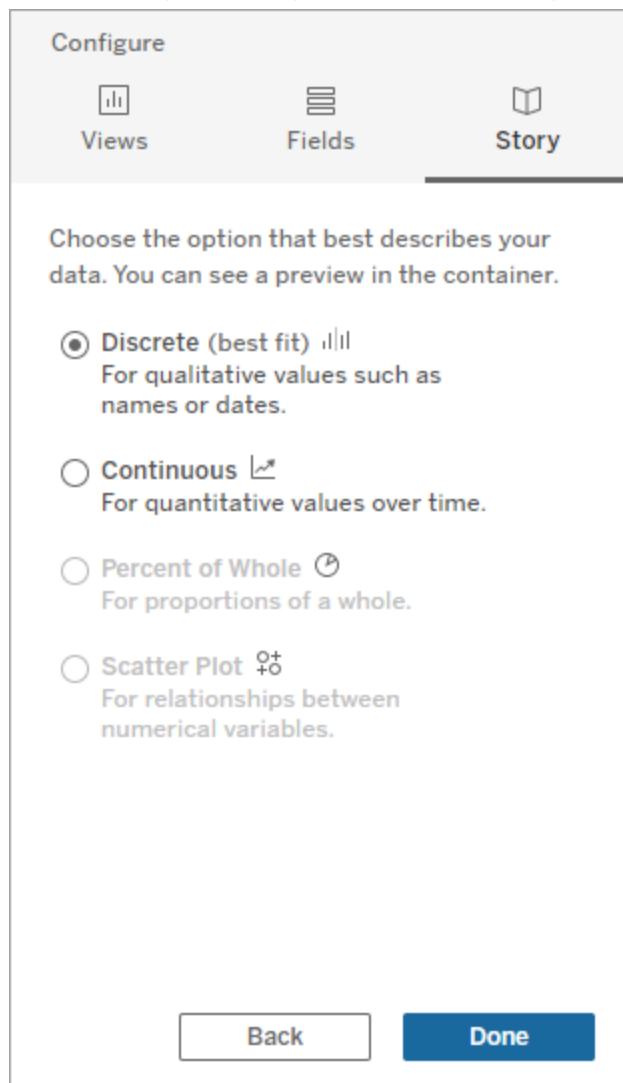 Configure
Views Fields Story
Choose the option that best describes your
data. You can see a preview in the container.
Discrete (best fit)
For qualitative values such as
names or dates.
Continuous
For quantitative values over time.
Percent of Whole
For proportions of a whole.
Scatter Plot
For relationships between
numerical variables.
Back Done